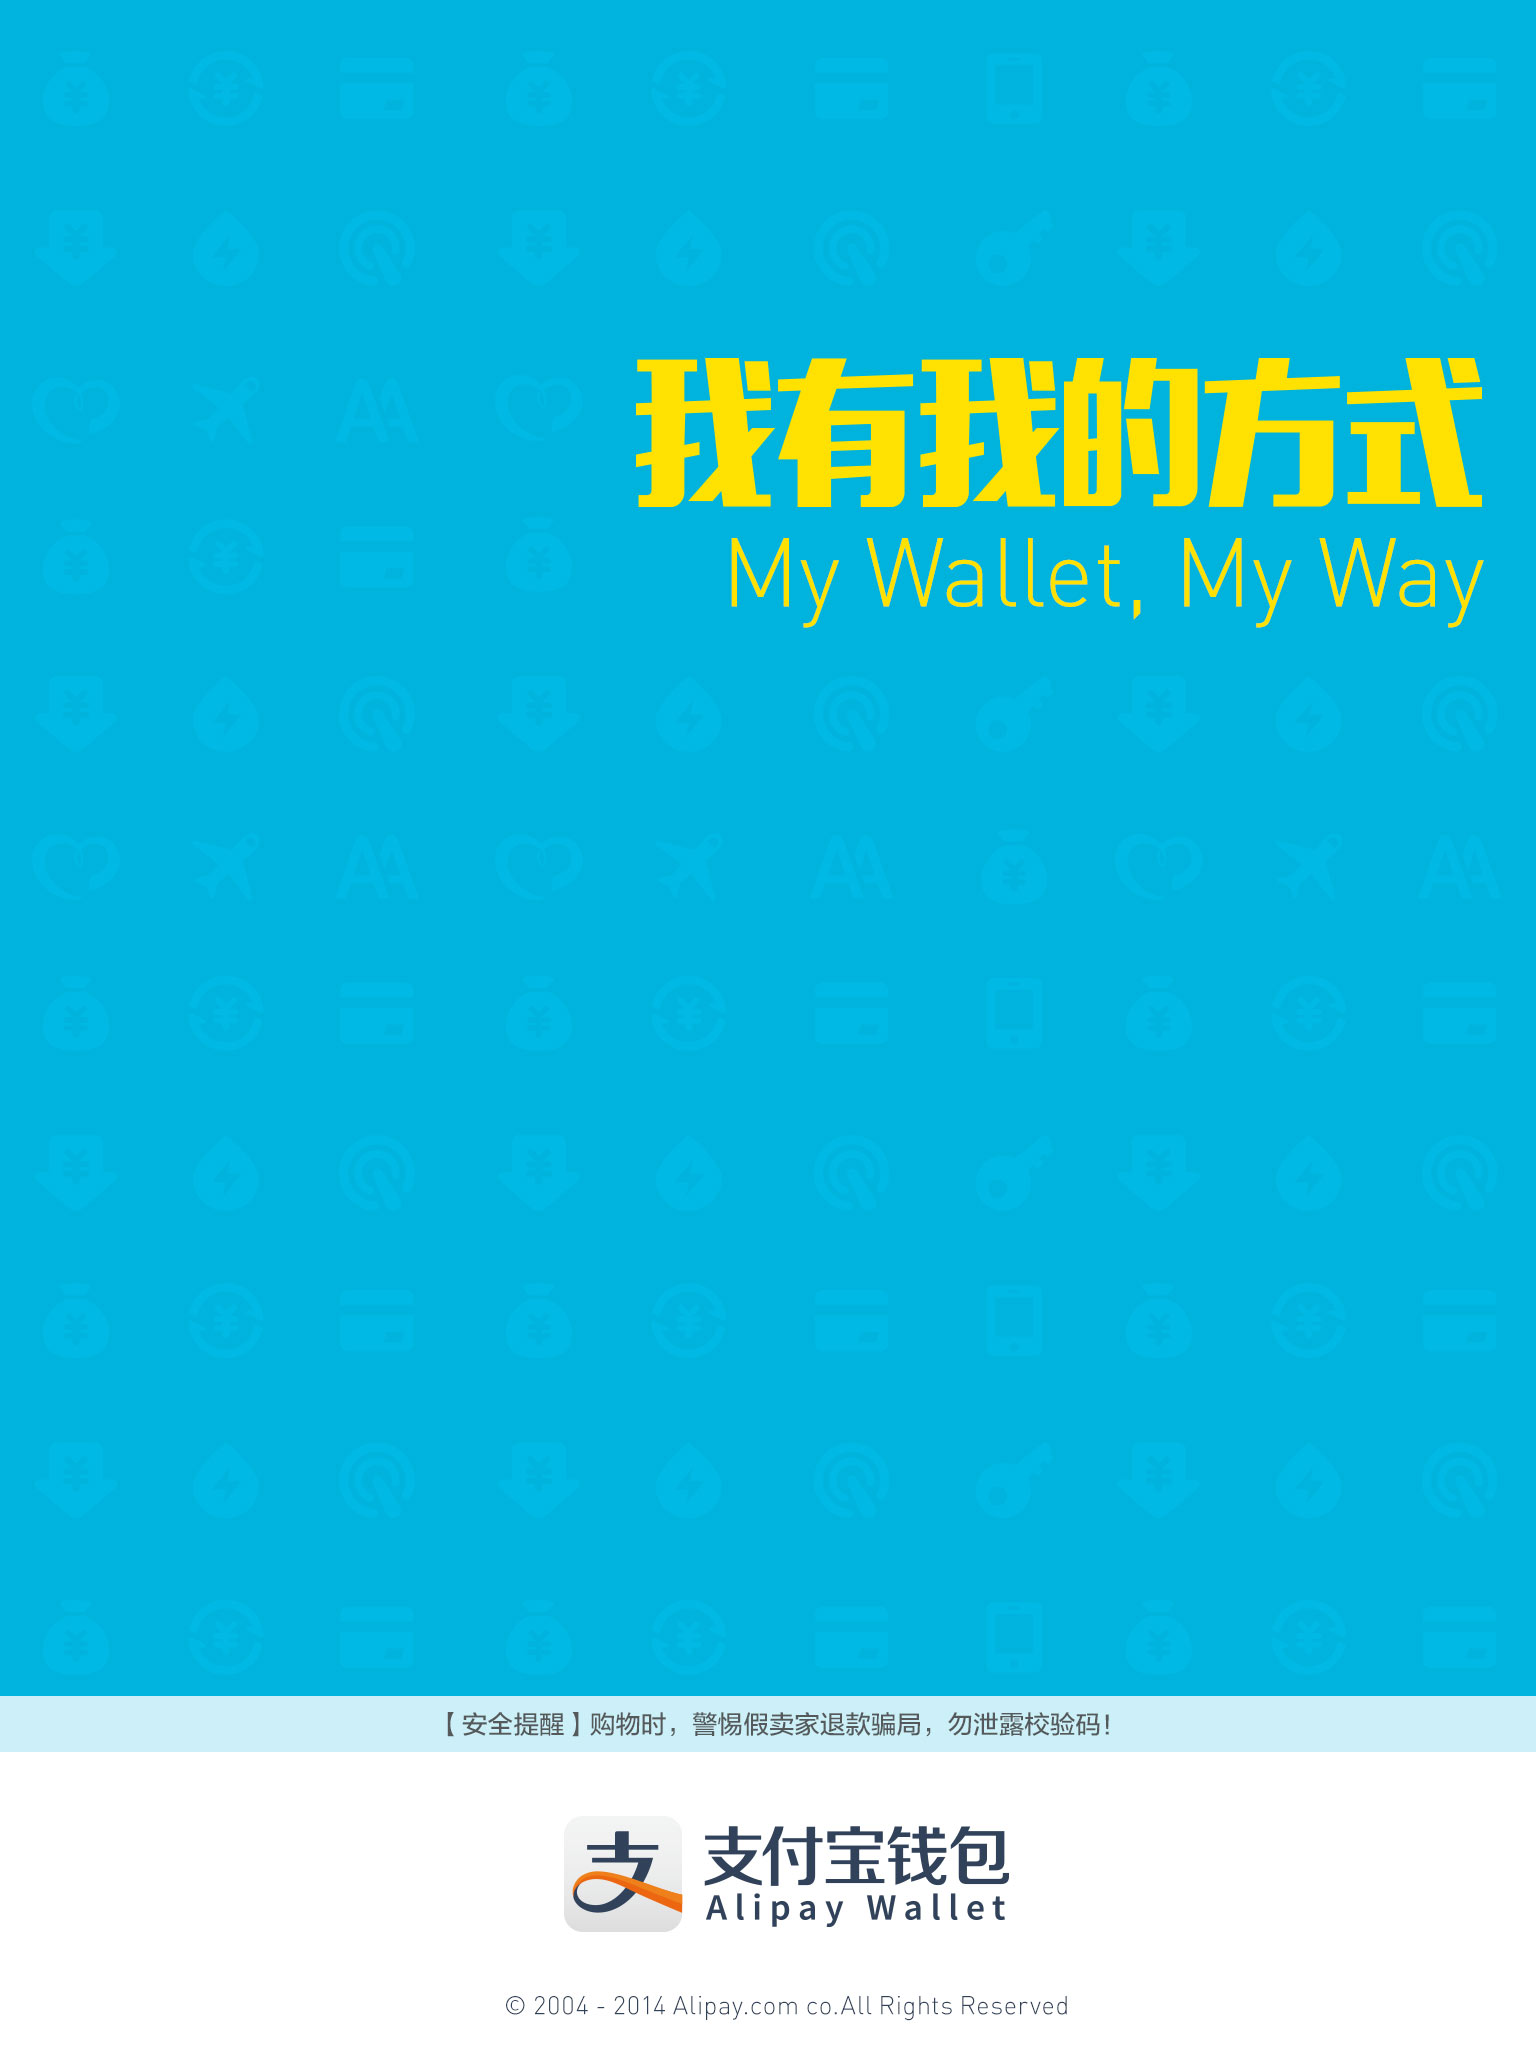 我有我的方式
My Wallet, My Way
【安全提醒】购物时，警惕假卖家退款骗局，勿泄露校验码！
支付宝钱包
Alipay Wallet
© 2004 - 2014 Alipay.com co.All Rights Reserved